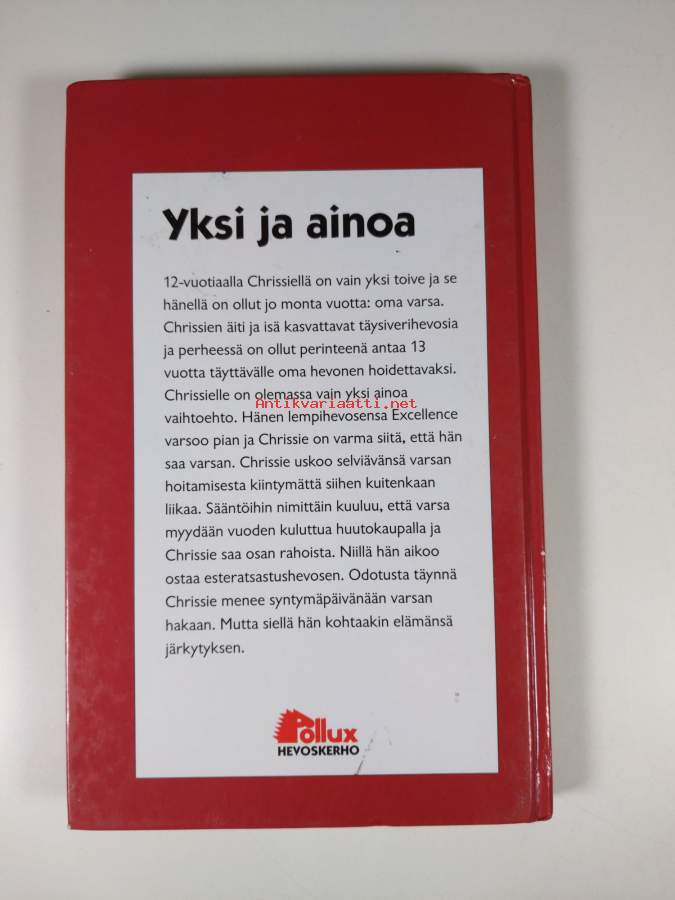 Yksi ja ainoa
12-vuotiaalla Chrissiellä on vain yksi toive ja se
hänellä on ollut jo monta vuotta: oma varsa.
Chrissien äiti ja isä kasvattavat täysiverihevosia
ja perheessä on ollut perinteenä antaa 13
vuotta täyttävälle oma hevonen hoidettavaksi.
Chrissielle on olemassa vain yksi ainoa
Antikvariaatti.net
vaihtoehto. Hänen lempihevosensa Excellence
varsoo pian ja Chrissie on varma siitä, että hän
saa varsan. Chrissie uskoo selviävänsä varsan
hoitamisesta kiintymättä siihen kuitenkaan
liikaa. Sääntöihin nimittäin kuuluu, että varsa
myydään vuoden kuluttua huutokaupalla ja
Chrissie saa osan rahoista. Niillä hän aikoo
ostaa esteratsastushevosen. Odotusta täynnä
Chrissie menee syntymäpäivänään varsan
hakaan. Mutta siellä hän kohtaakin elämänsä
järkytyksen.
Pollux
HEVOSKERHO